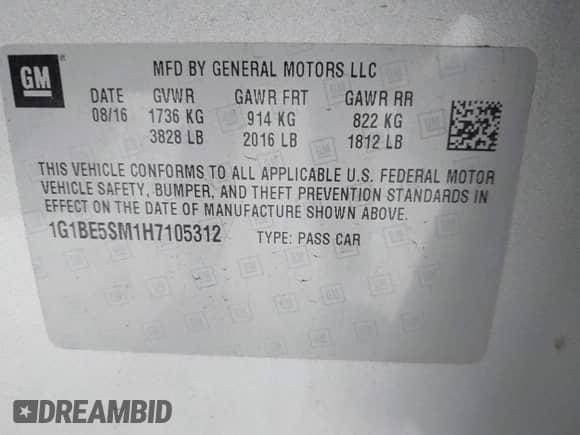 GM
MFD BY GENERAL MOTORS LLC
DATE GVWR GAWR FRT GAWR RR
08/16 1736 KG 914 KG 822 KG
3828 LB 2016 LB 1812 LB
THIS VEHICLE CONFORMS TO ALL APPLICABLE U.S. FEDERAL MOTOR
VEHICLE SAFETY, BUMPER, AND THEFT PREVENTION STANDARDS IN
EFFECT ON THE DATE OF MANUFACTURE SHOWN ABOVE.
1G1BE5SM1H7105312 TYPE: PASS CAR
DREAMBID